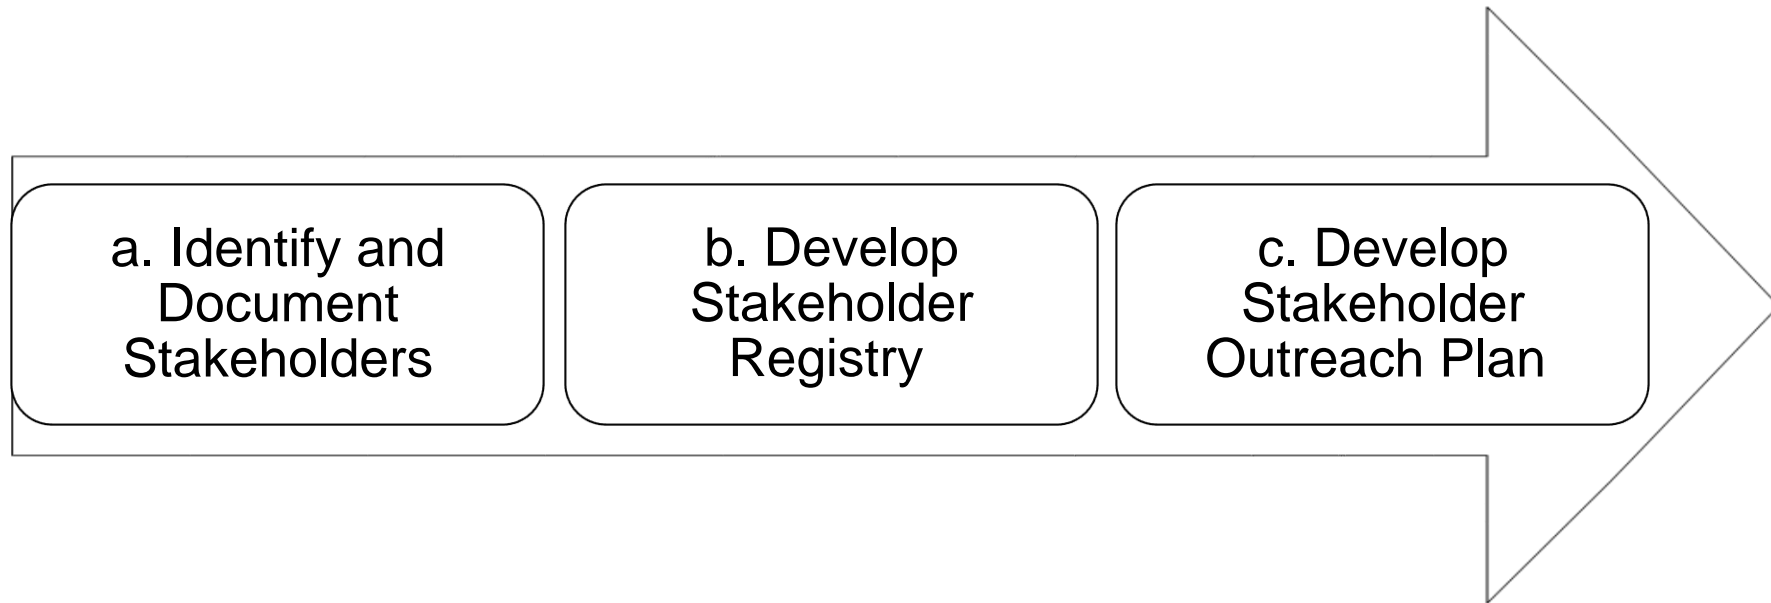 a. Identify and
Document
Stakeholders
b. Develop
Stakeholder
Registry
c. Develop
Stakeholder
Outreach Plan